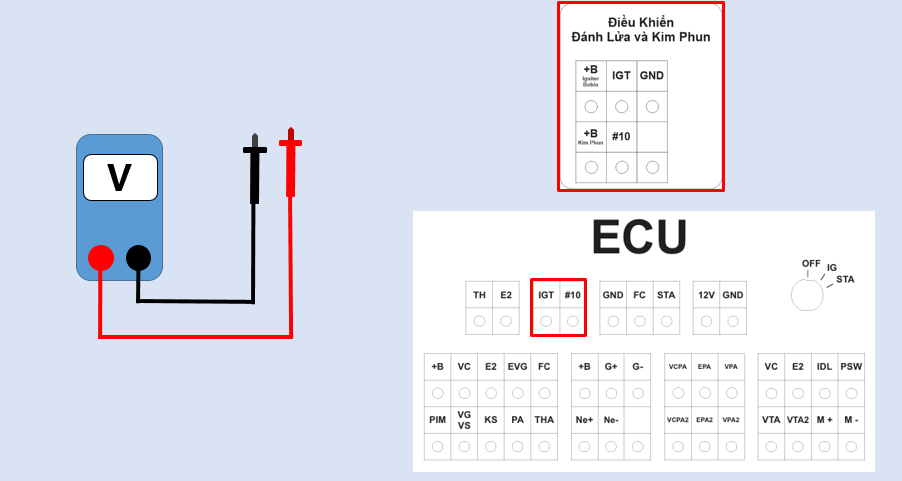 Điều Khiển
Đánh Lửa và Kim Phun
+B IGT GND
Igniter
Bobin
+B #10
Kim Phun
V
ECU
OFF IG STA
TH E2 IGT #10 GND FC STA 12V GND
+B VC E2 EVG FC +B G+ G- VCPA EPA VPA VC E2 IDL PSW
PIM VG VS KS PA THA Ne+ Ne- VCPA2 EPA2 VPA2 VTA VTA2 M + M -